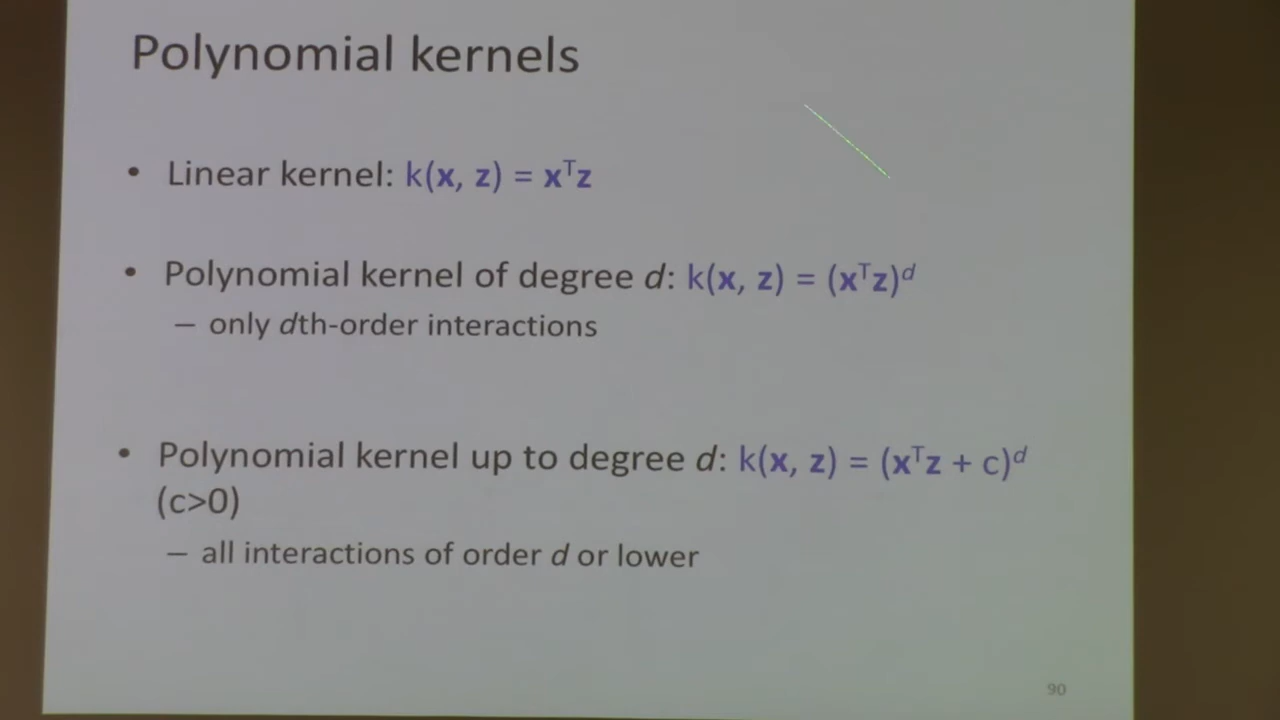 Polynomial kernels
• Linear kernel: k(x, z) = xᵀz
• Polynomial kernel of degree d: k(x, z) = (xᵀz)ᵈ
– only dth-order interactions
• Polynomial kernel up to degree d: k(x, z) = (xᵀz + c)ᵈ
(c>0)
– all interactions of order d or lower
90